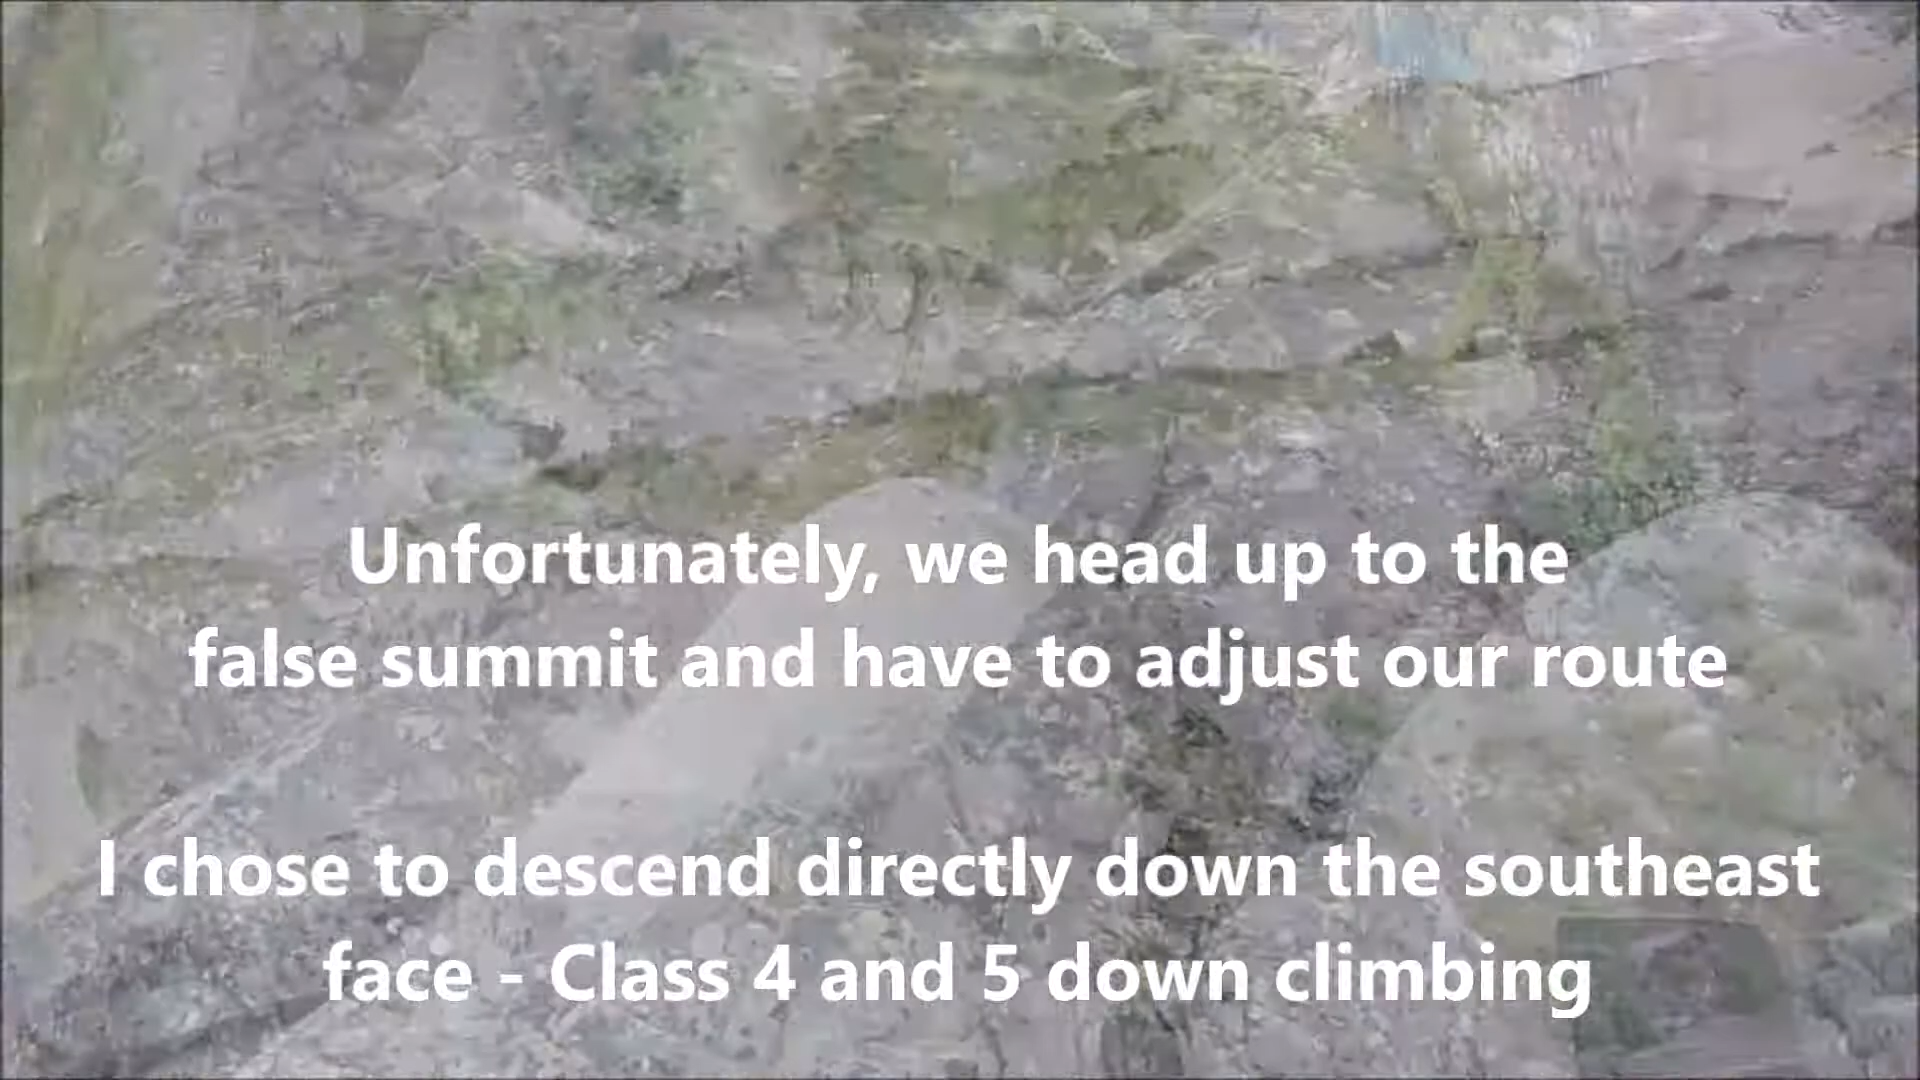 Unfortunately, we head up to the
false summit and have to adjust our route
I chose to descend directly down the southeast
face - Class 4 and 5 down climbing